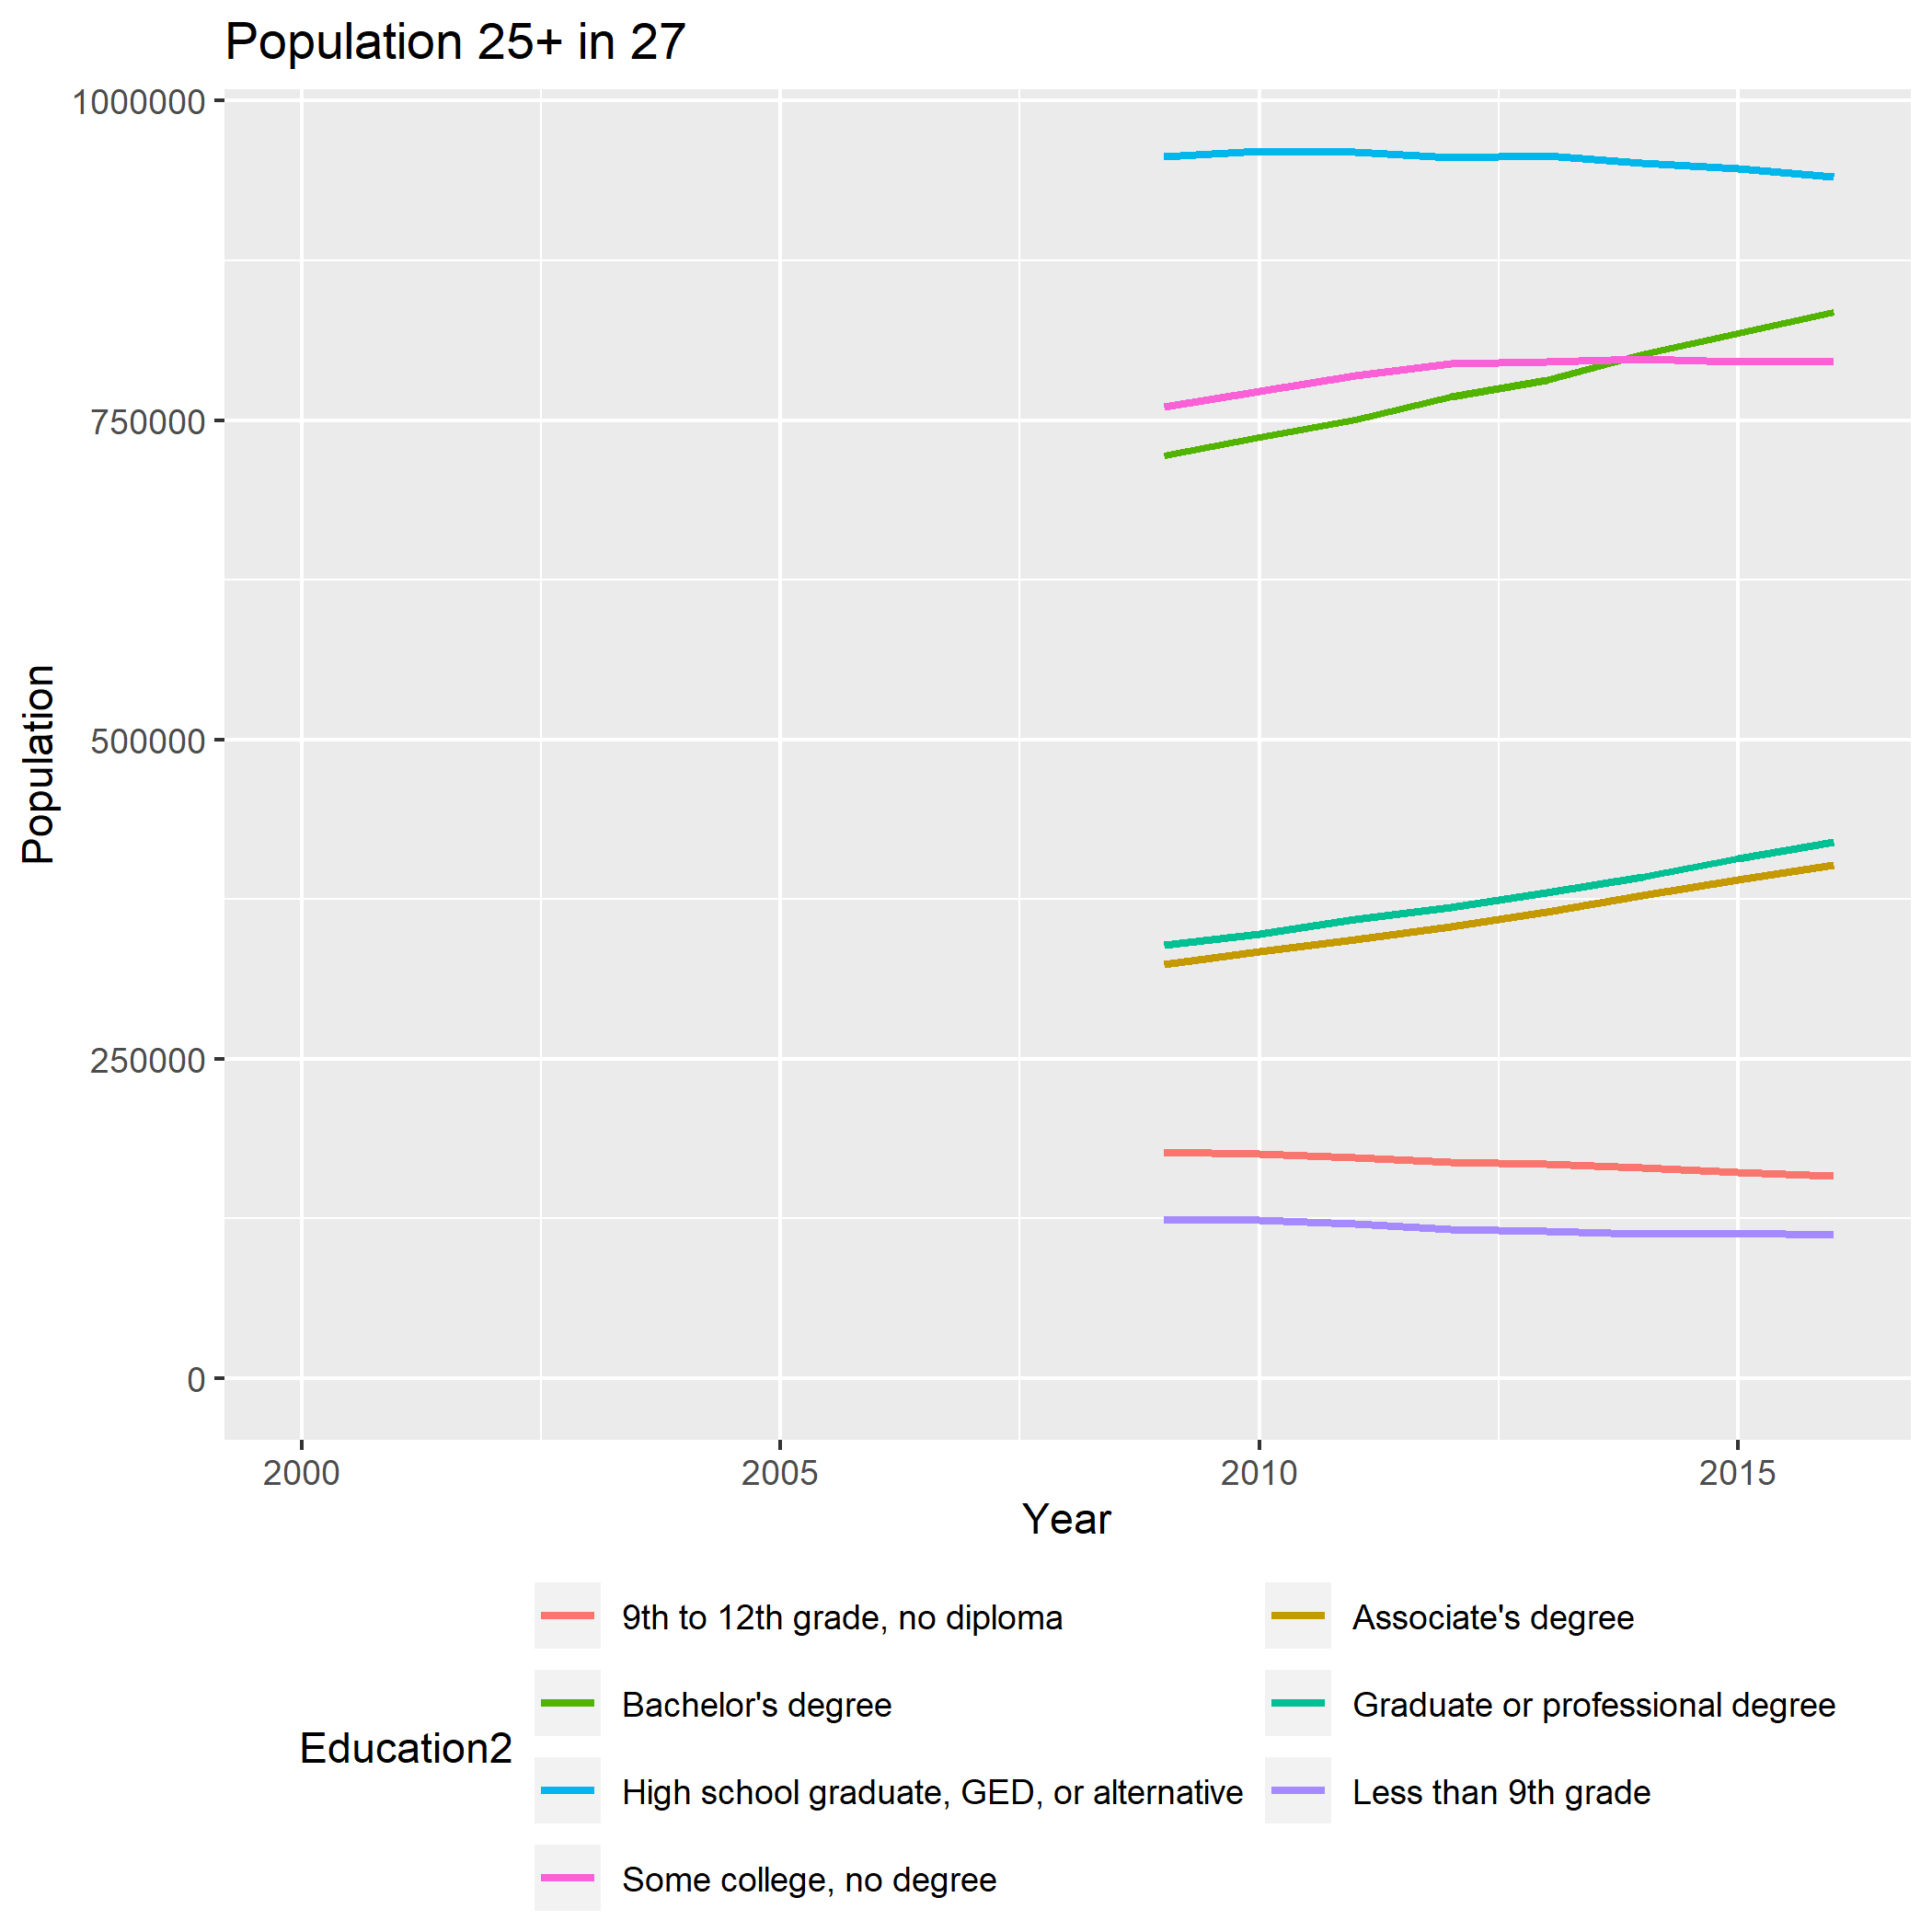 Population 25+ in 27
1000000
750000
500000
250000
0
Population
2000 2005 2010 2015
Year
Education2
9th to 12th grade, no diploma
Bachelor's degree
High school graduate, GED, or alternative
Some college, no degree
Associate's degree
Graduate or professional degree
Less than 9th grade